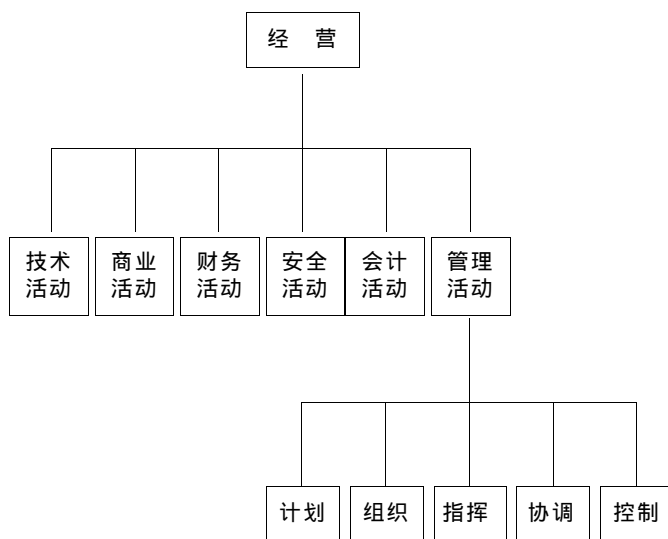 经 营
技术 商业 财务 安全 会计 管理
活动 活动 活动 活动 活动 活动
计划 组织 指挥 协调 控制